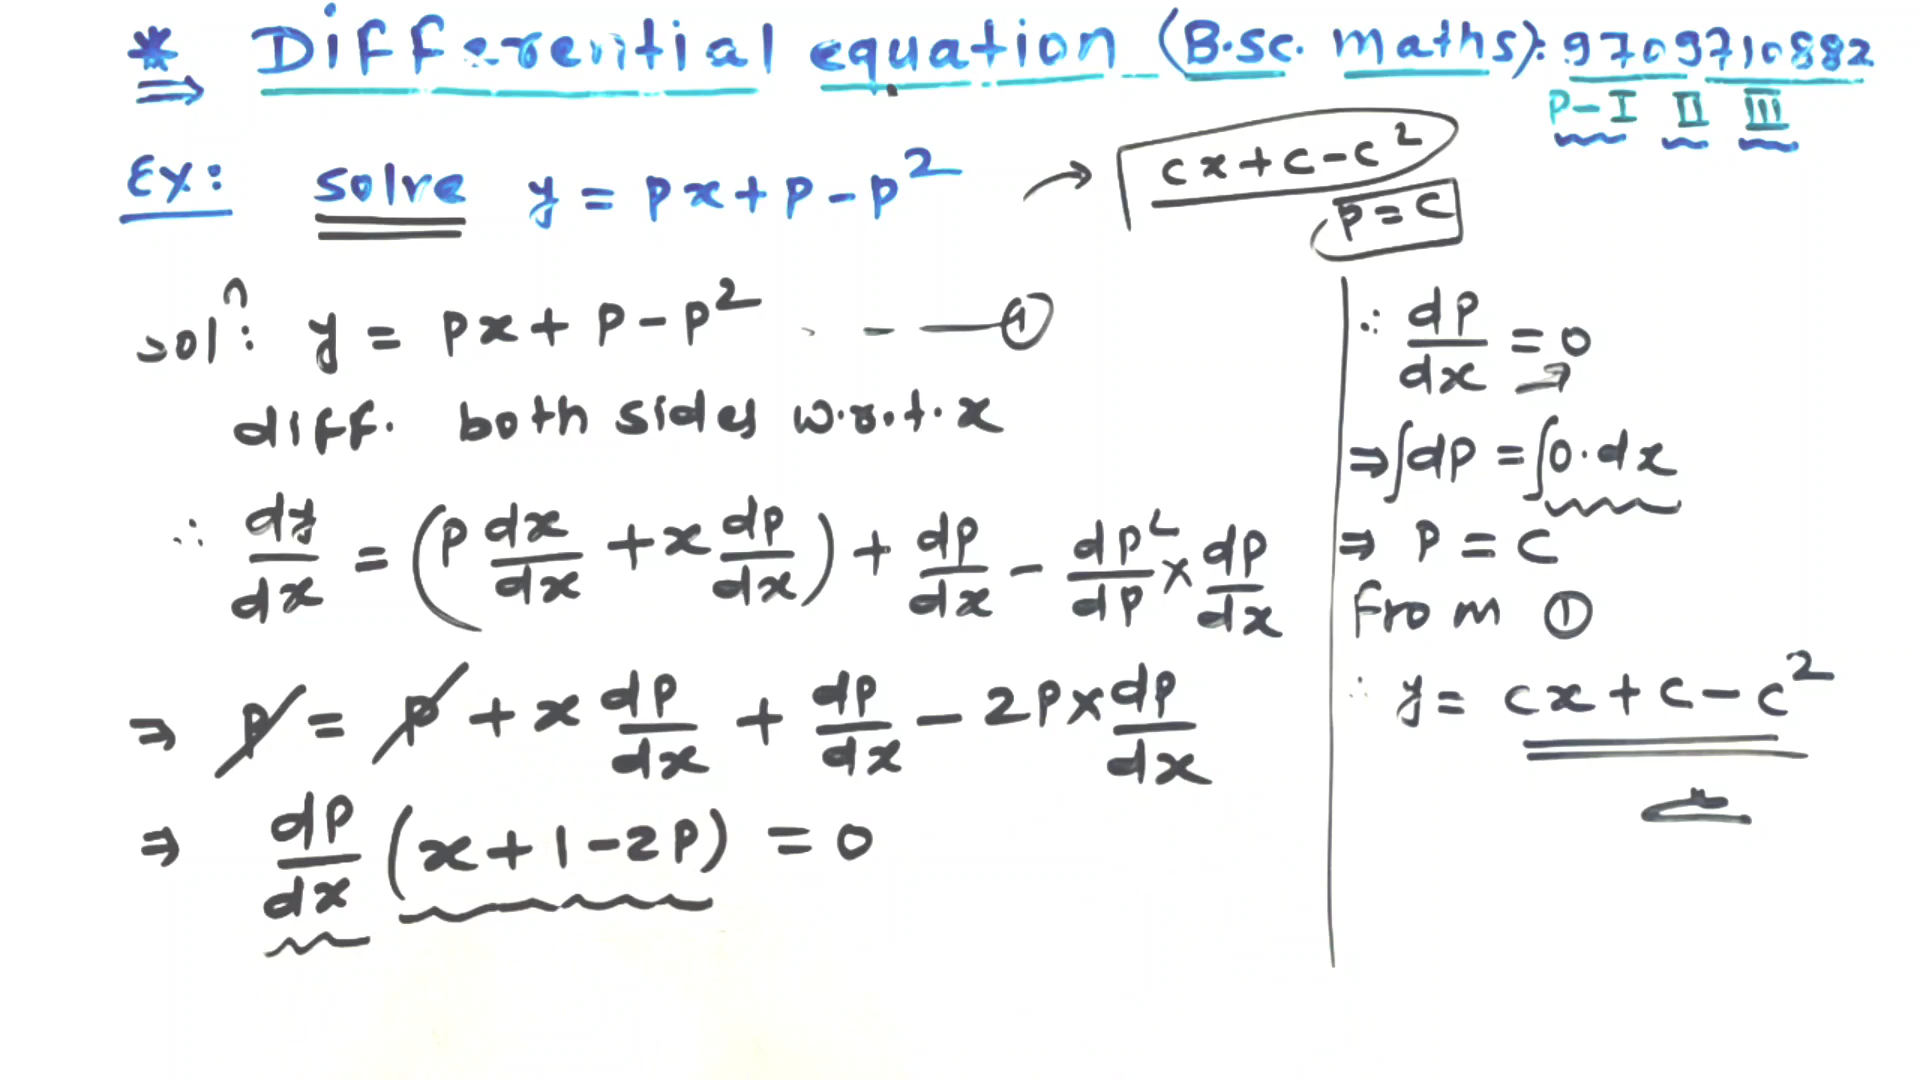 * Differential equation (B.sc. maths): 9709710882
⇒ P-I II III
Ex: solve y = px + p - p² → cx + c - c²
p = c
solⁿ: y = px + p - p² - - — ①
diff. both sides w.r.t. x
∴ dy/dx = (p dx/dx + x dp/dx) + dp/dx - dp²/dp × dp/dx
⇒ p = p + x dp/dx + dp/dx - 2p × dp/dx
⇒ dp/dx (x + 1 - 2p) = 0
∴ dp/dx = 0
⇒ ∫dp = ∫0·dx
⇒ p = c
From ①
∴ y = cx + c - c²